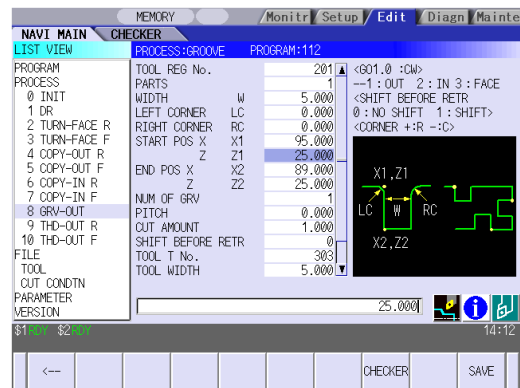 MEMORY Monitr Setup Edit Diagn Mainte
NAVI MAIN CHECKER
LIST VIEW PROCESS:GROOVE PROGRAM:112
PROGRAM
PROCESS
0 INIT
1 DR
2 TURN-FACE R
3 TURN-FACE F
4 COPY-OUT R
5 COPY-OUT F
6 COPY-IN R
7 COPY-IN F
8 GRV-OUT
9 THD-OUT R
10 THD-OUT F
FILE
TOOL
CUT CONDTN
PARAMETER
VERSION
TOOL REG No. 201
PARTS 1
WIDTH W 5.000
LEFT CORNER LC 0.000
RIGHT CORNER RC 0.000
START POS X X1 95.000
Z Z1 25.000
END POS X X2 89.000
Z Z2 25.000
NUM OF GRV 1
PITCH 0.000
CUT AMOUNT 1.000
SHIFT BEFORE RETR 0
TOOL T No. 303
TOOL WIDTH 5.000
<G01.0 :CW>
--1:OUT 2:IN 3:FACE
<SHIFT BEFORE RETR
0:NO SHIFT 1:SHIFT>
<CORNER +:R -:C>
X1,Z1
LC W RC
X2,Z2
25.000
$1RDY $2RDY 14:12
<-- CHECKER SAVE